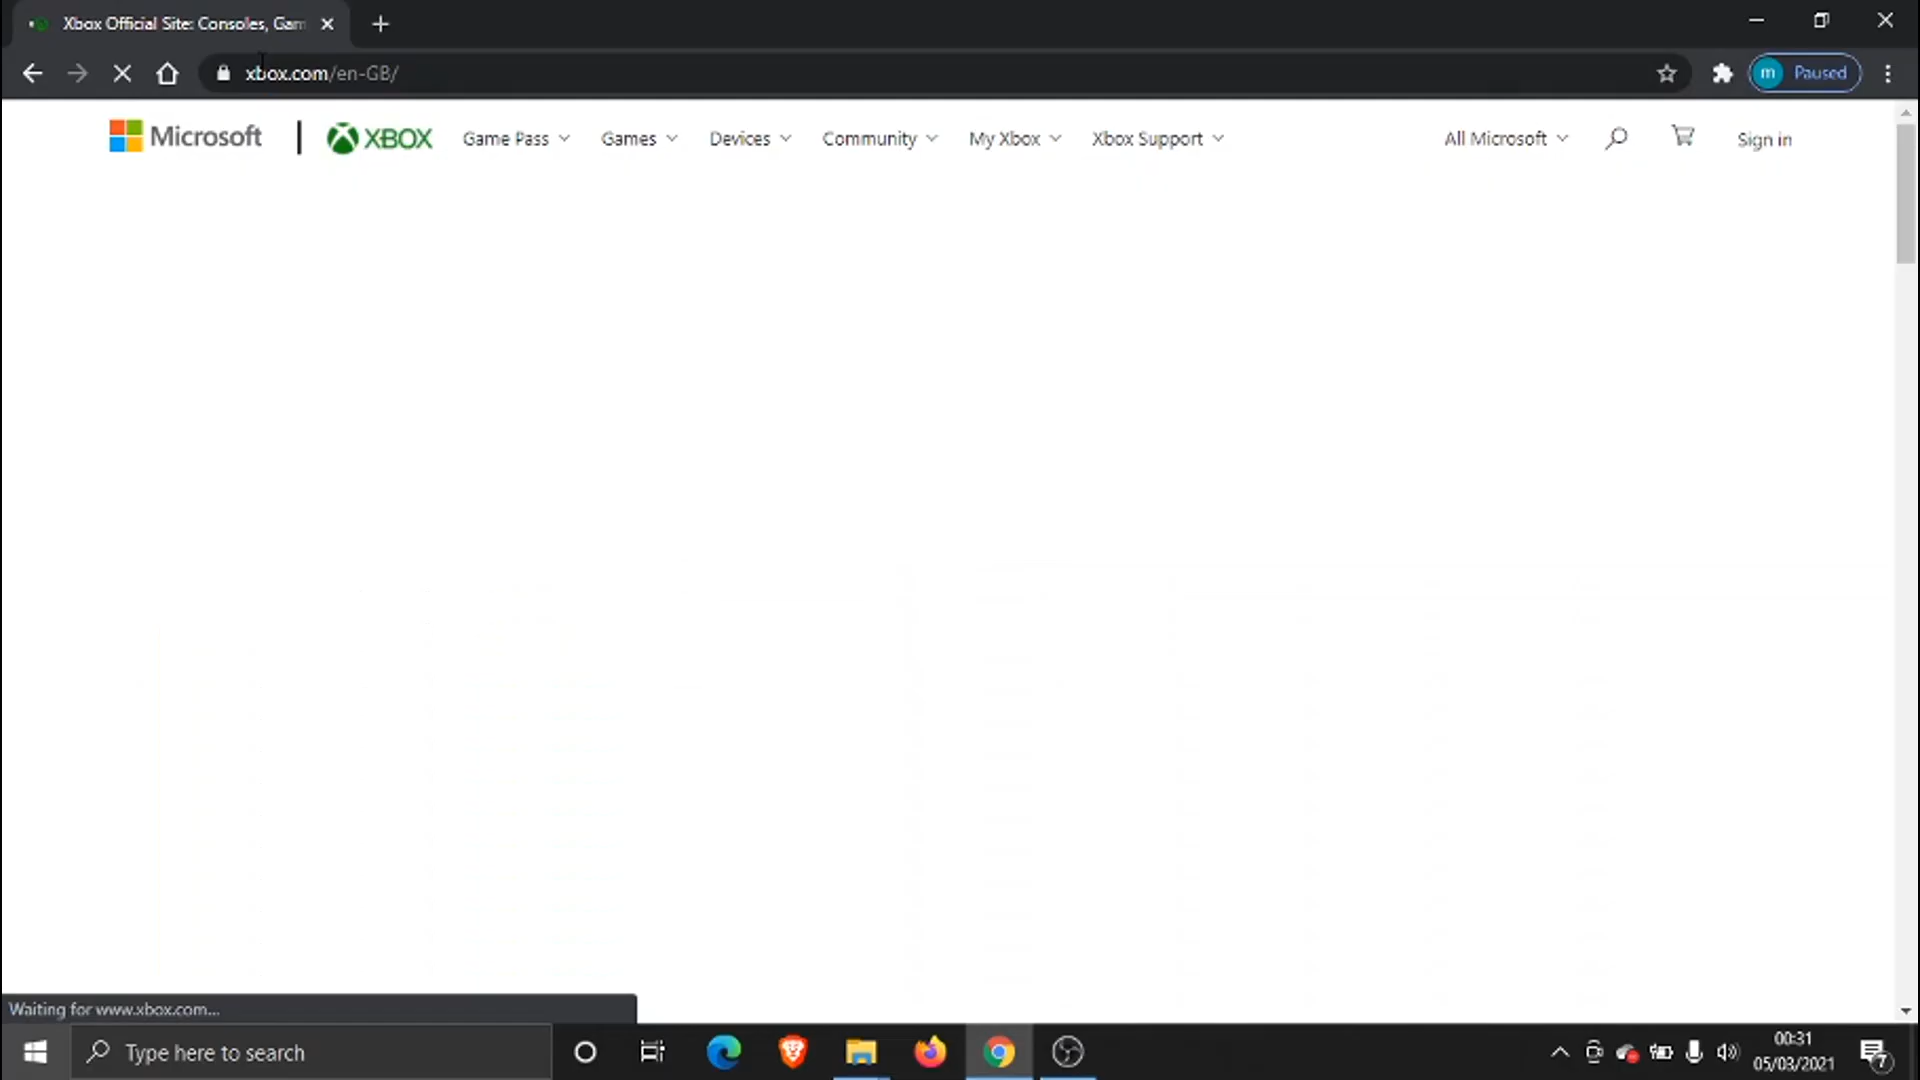 Xbox Official Site: Consoles, Gam
xbox.com/en-GB/
m Paused
Microsoft XBOX Game Pass Games Devices Community My Xbox Xbox Support All Microsoft Sign in
Waiting for www.xbox.com...
Type here to search
00:31
05/03/2021
7